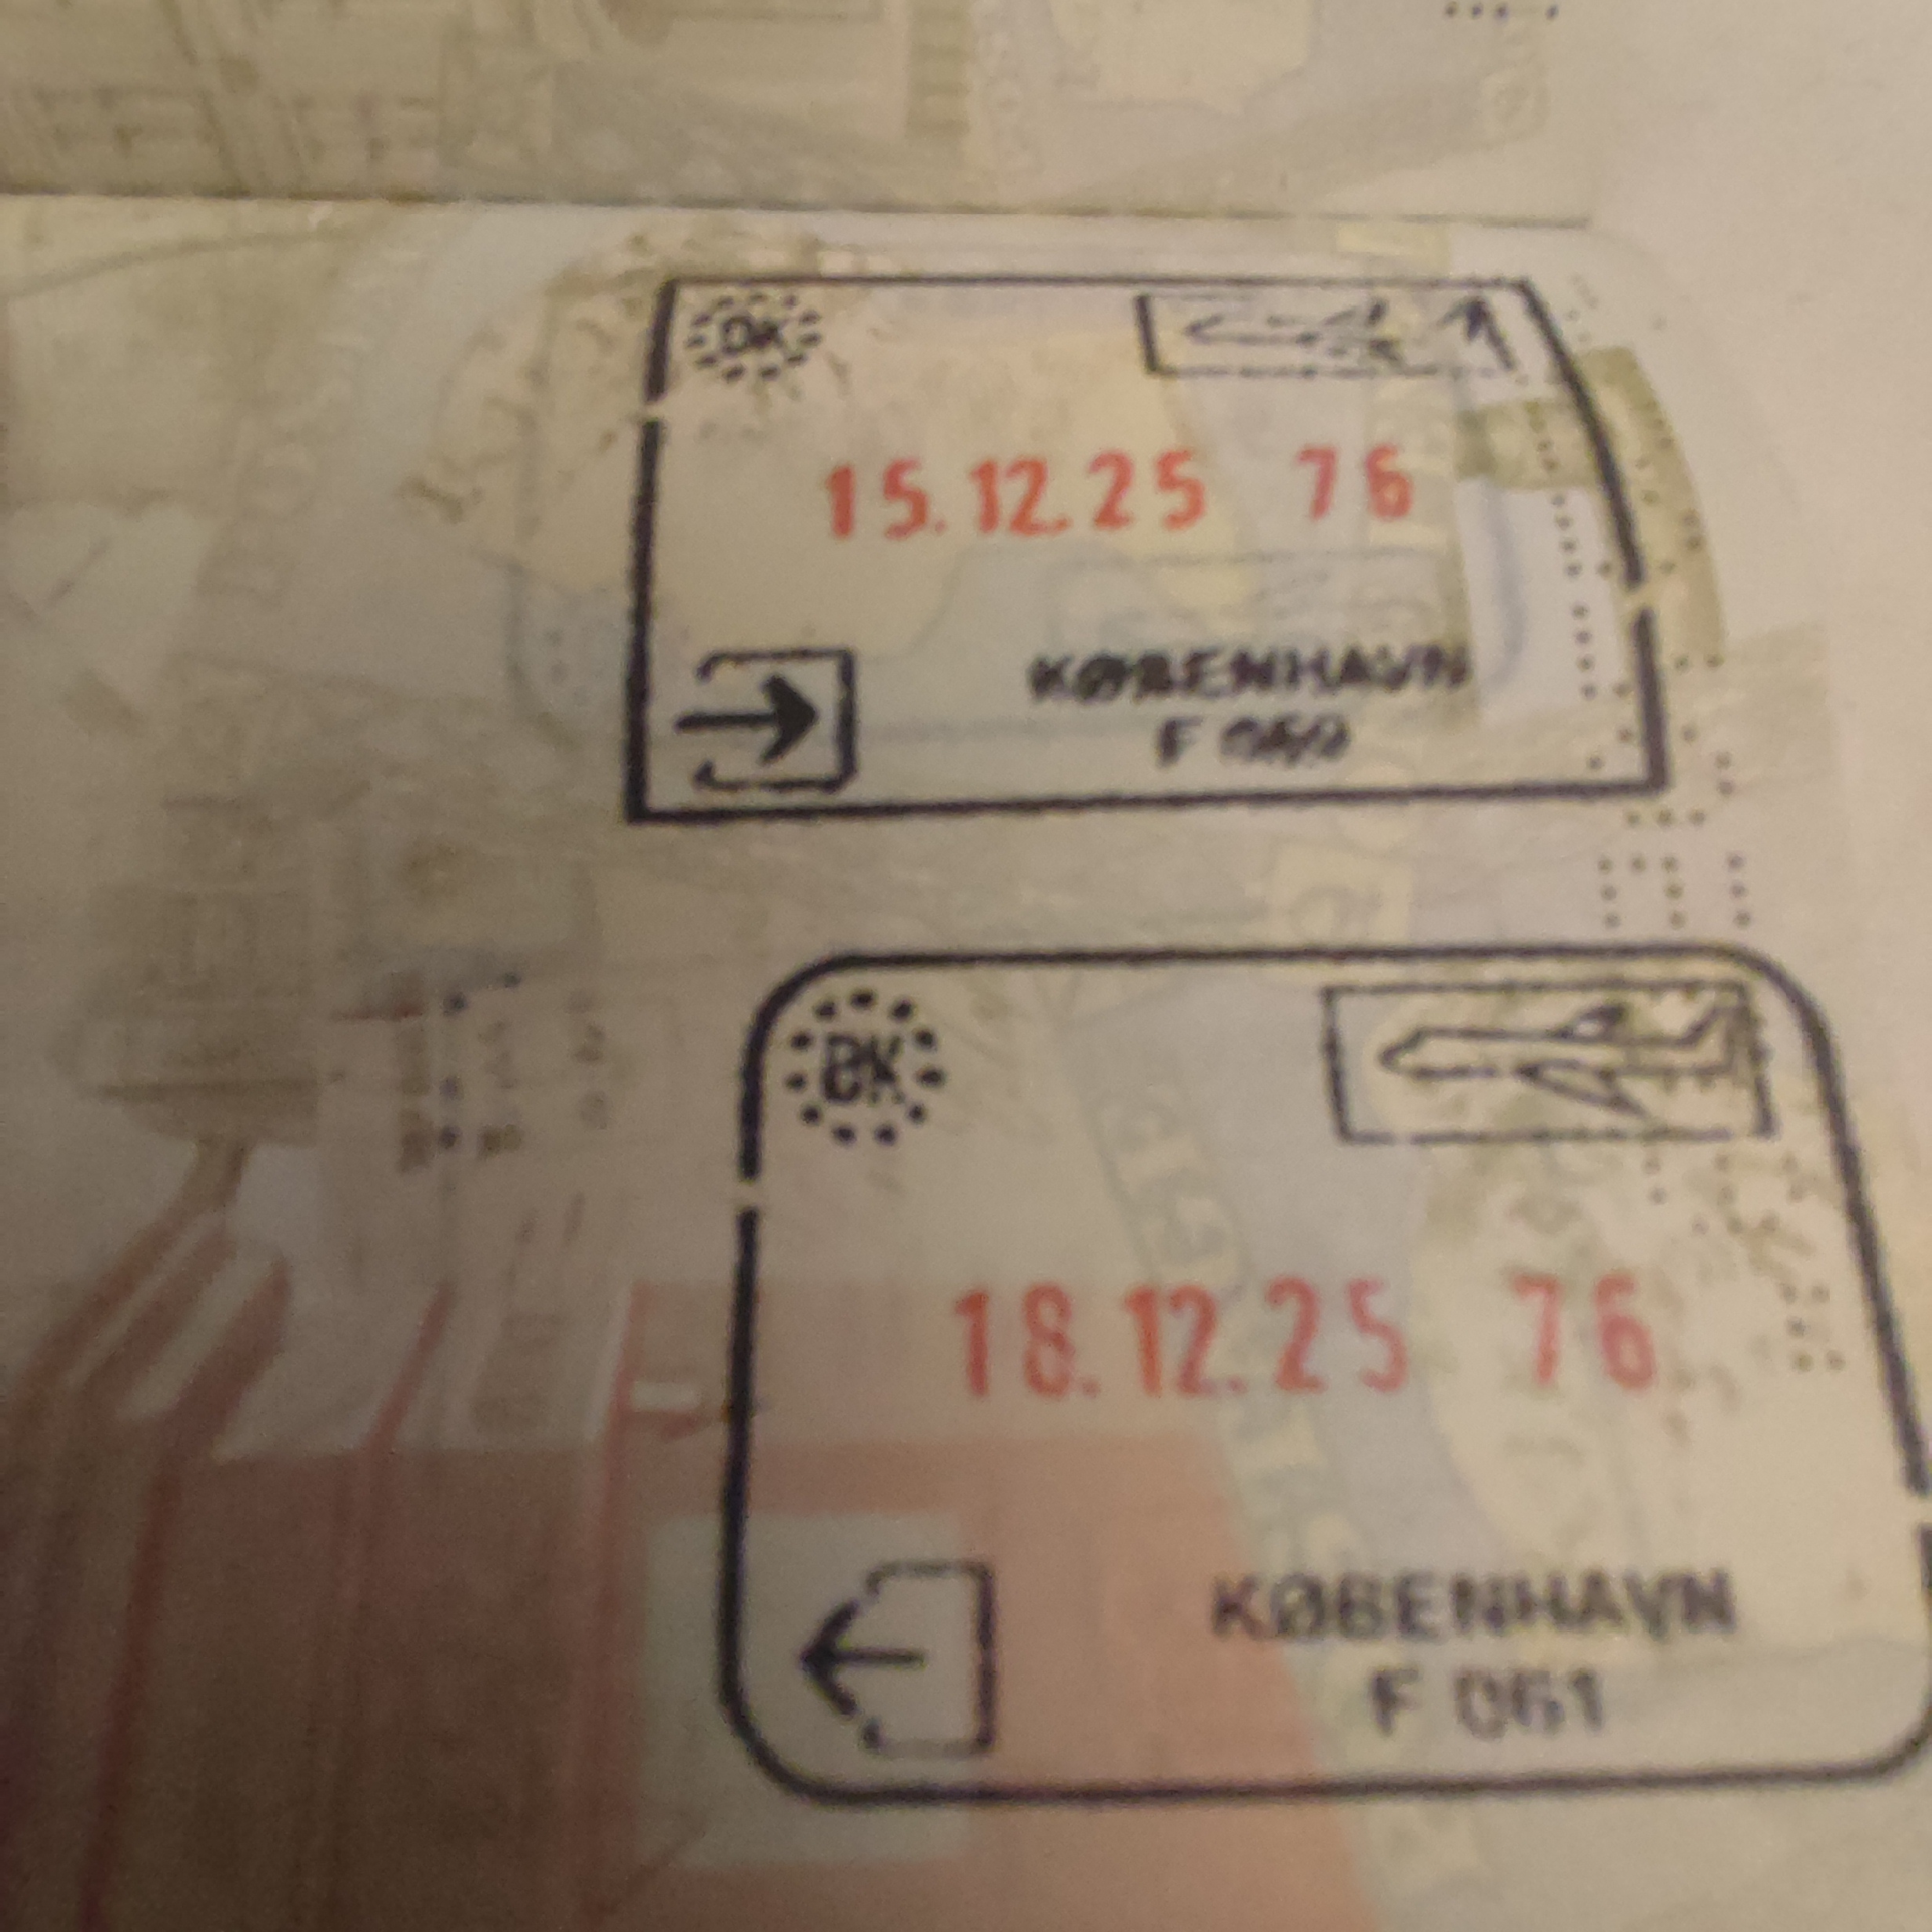 DK
15.12.25 76
KØBENHAVN
F
DK
18.12.25 76
KØBENHAVN
F 061